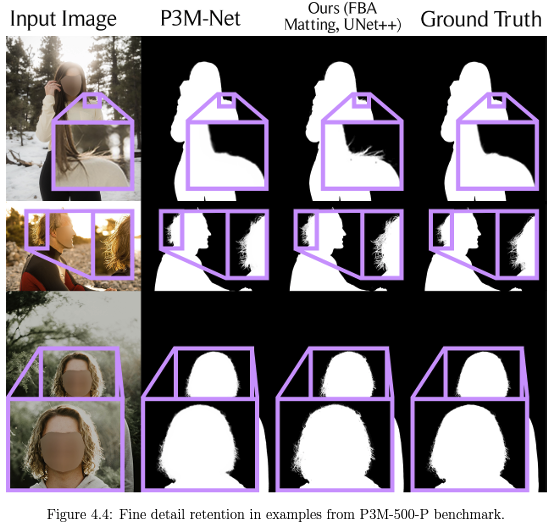 Input Image
P3M-Net
Ours (FBA
Matting, UNet++)
Ground Truth
Figure 4.4: Fine detail retention in examples from P3M-500-P benchmark.